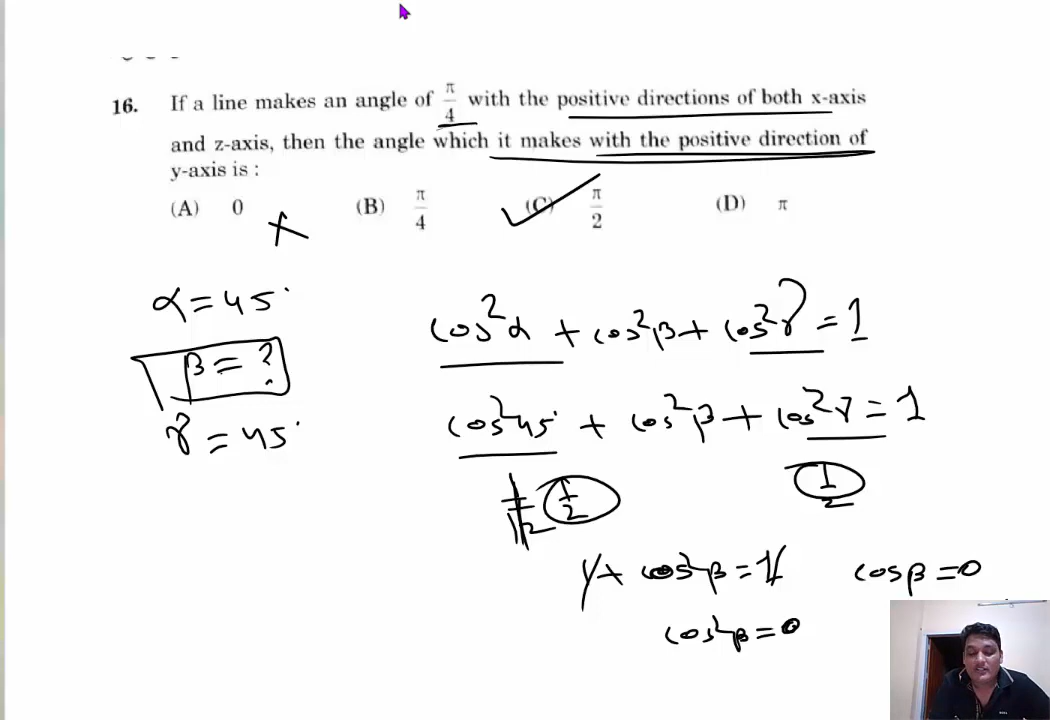 16. If a line makes an angle of π/4 with the positive directions of both x-axis
and z-axis, then the angle which it makes with the positive direction of
y-axis is :
(A) 0 (B) π/4 (C) π/2 (D) π
α = 45°
β = ?
γ = 45°
cos²α + cos²β + cos²γ = 1
cos²45° + cos²β + cos²γ = 1
1/√2 1/2 1/2
1 + cos²β = 1
cosβ = 0
cos²β = 0